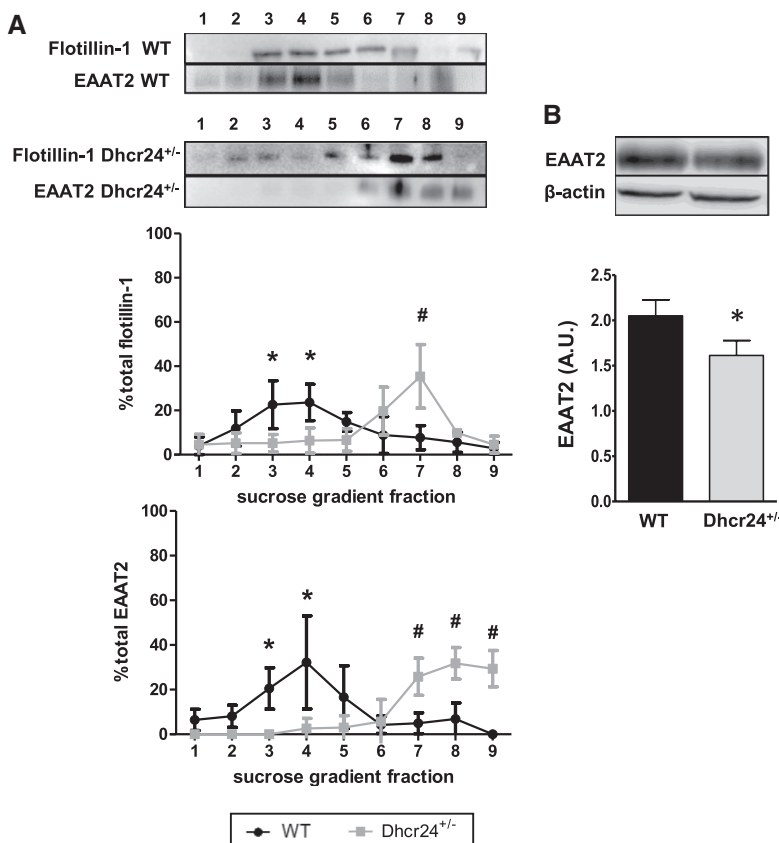 A
1 2 3 4 5 6 7 8 9
Flotillin-1 WT
EAAT2 WT
1 2 3 4 5 6 7 8 9
Flotillin-1 Dhcr24+/-
EAAT2 Dhcr24+/-
%total flotillin-1
100
80
60
40
20
0
* * #
1 2 3 4 5 6 7 8 9
sucrose gradient fraction
%total EAAT2
100
80
60
40
20
0
* * # # #
1 2 3 4 5 6 7 8 9
sucrose gradient fraction
WT Dhcr24+/-
B
EAAT2
β-actin
EAAT2 (A.U.)
2.5
2.0
1.5
1.0
0.5
0.0
*
WT Dhcr24+/-